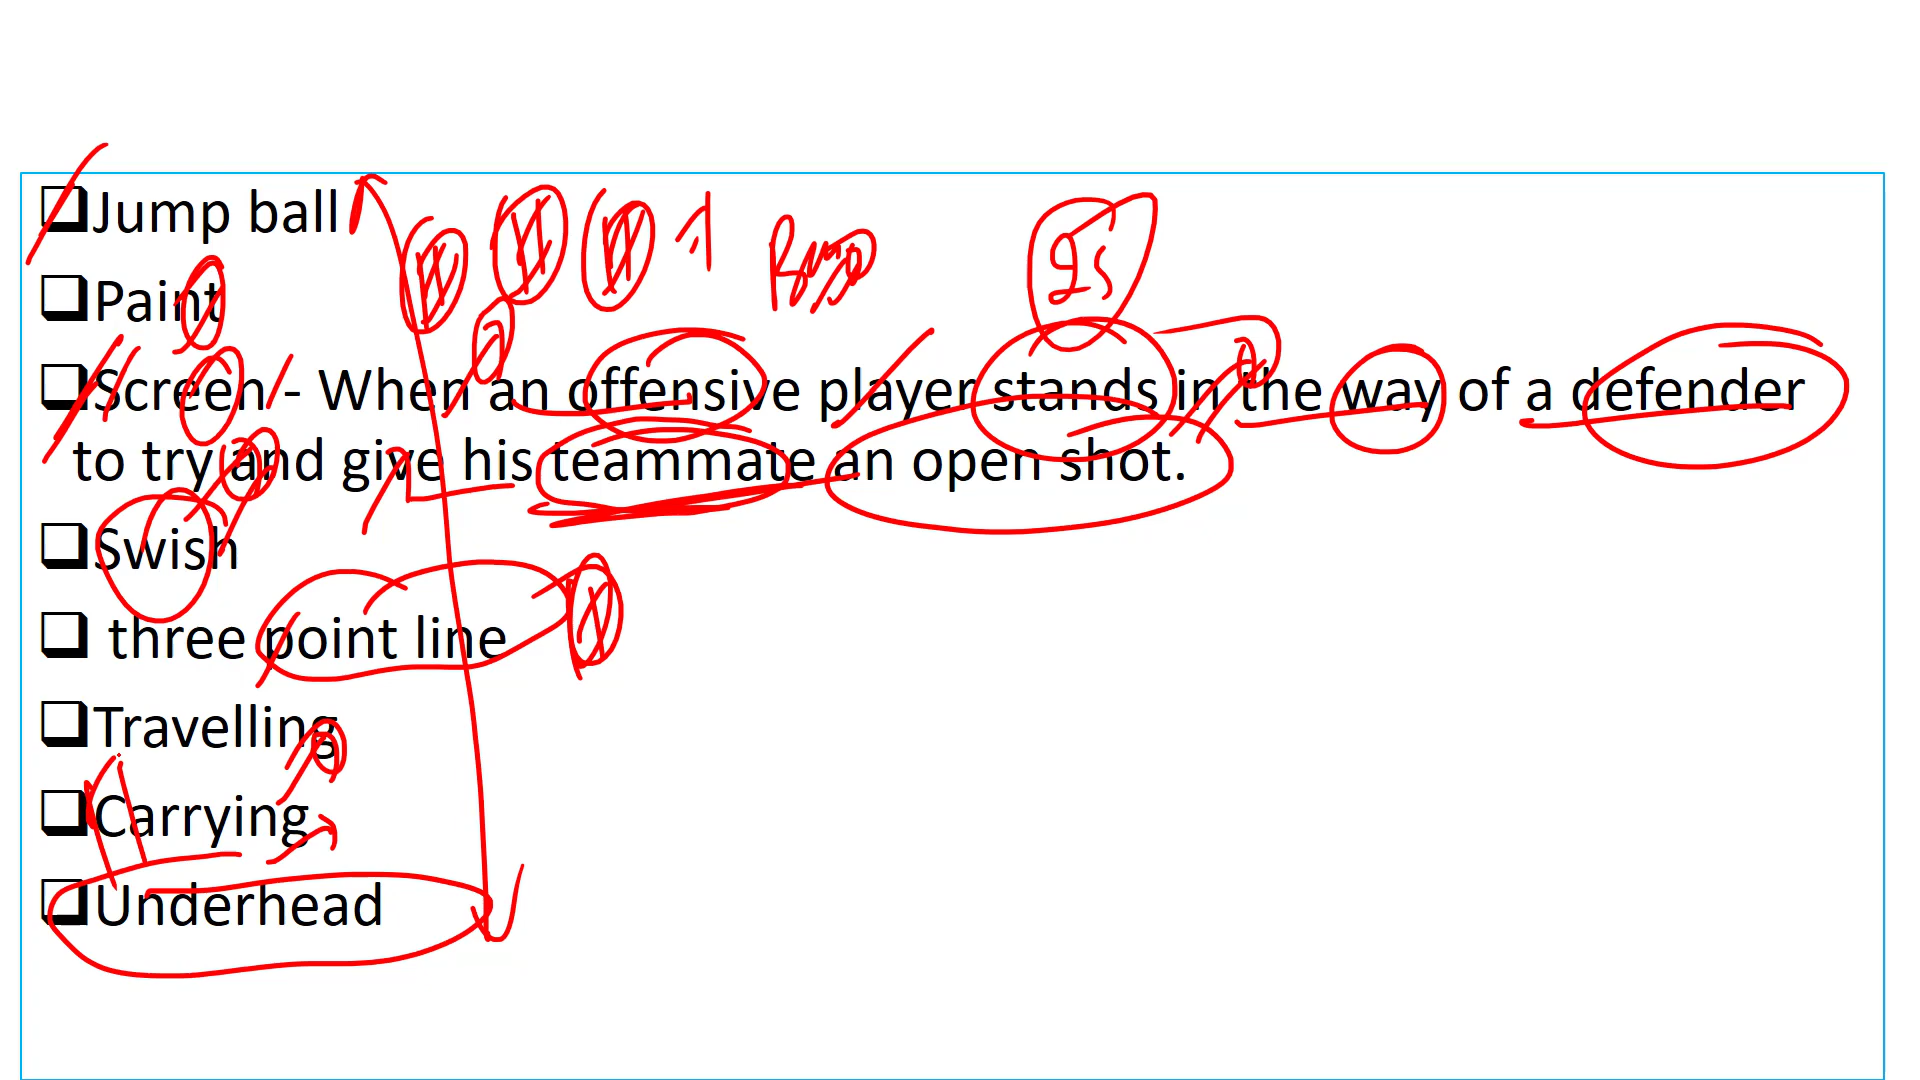 Jump ball
Paint
Screen - When an offensive player stands in the way of a defender
to try and give his teammate an open shot.
Swish
three point line
Travelling
Carrying
Underhead